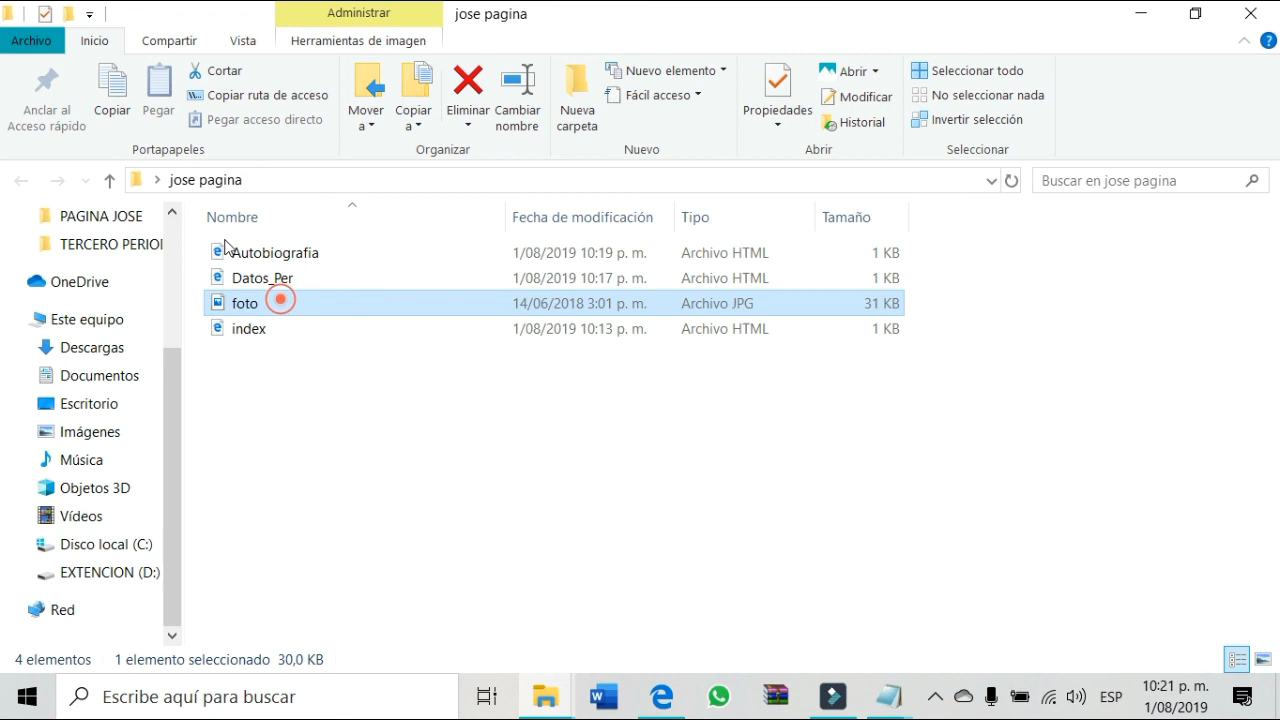 Administrar
jose pagina
Archivo
Inicio
Compartir
Vista
Herramientas de imagen
Anclar al
Acceso rápido
Copiar
Pegar
Cortar
Copiar ruta de acceso
Pegar acceso directo
Portapapeles
Mover
a
Copiar
a
Eliminar
Cambiar
nombre
Organizar
Nueva
carpeta
Nuevo elemento
Fácil acceso
Nuevo
Propiedades
Abrir
Modificar
Historial
Abrir
Seleccionar todo
No seleccionar nada
Invertir selección
Seleccionar
jose pagina
Buscar en jose pagina
PAGINA JOSE
TERCERO PERIO
OneDrive
Este equipo
Descargas
Documentos
Escritorio
Imágenes
Música
Objetos 3D
Vídeos
Disco local (C:)
EXTENCION (D:)
Red
Nombre Fecha de modificación Tipo Tamaño
Autobiografia 1/08/2019 10:19 p. m. Archivo HTML 1 KB
Datos_Per 1/08/2019 10:17 p. m. Archivo HTML 1 KB
foto 14/06/2018 3:01 p. m. Archivo JPG 31 KB
index 1/08/2019 10:13 p. m. Archivo HTML 1 KB
4 elementos 1 elemento seleccionado 30,0 KB
Escribe aquí para buscar
ESP
10:21 p. m.
1/08/2019